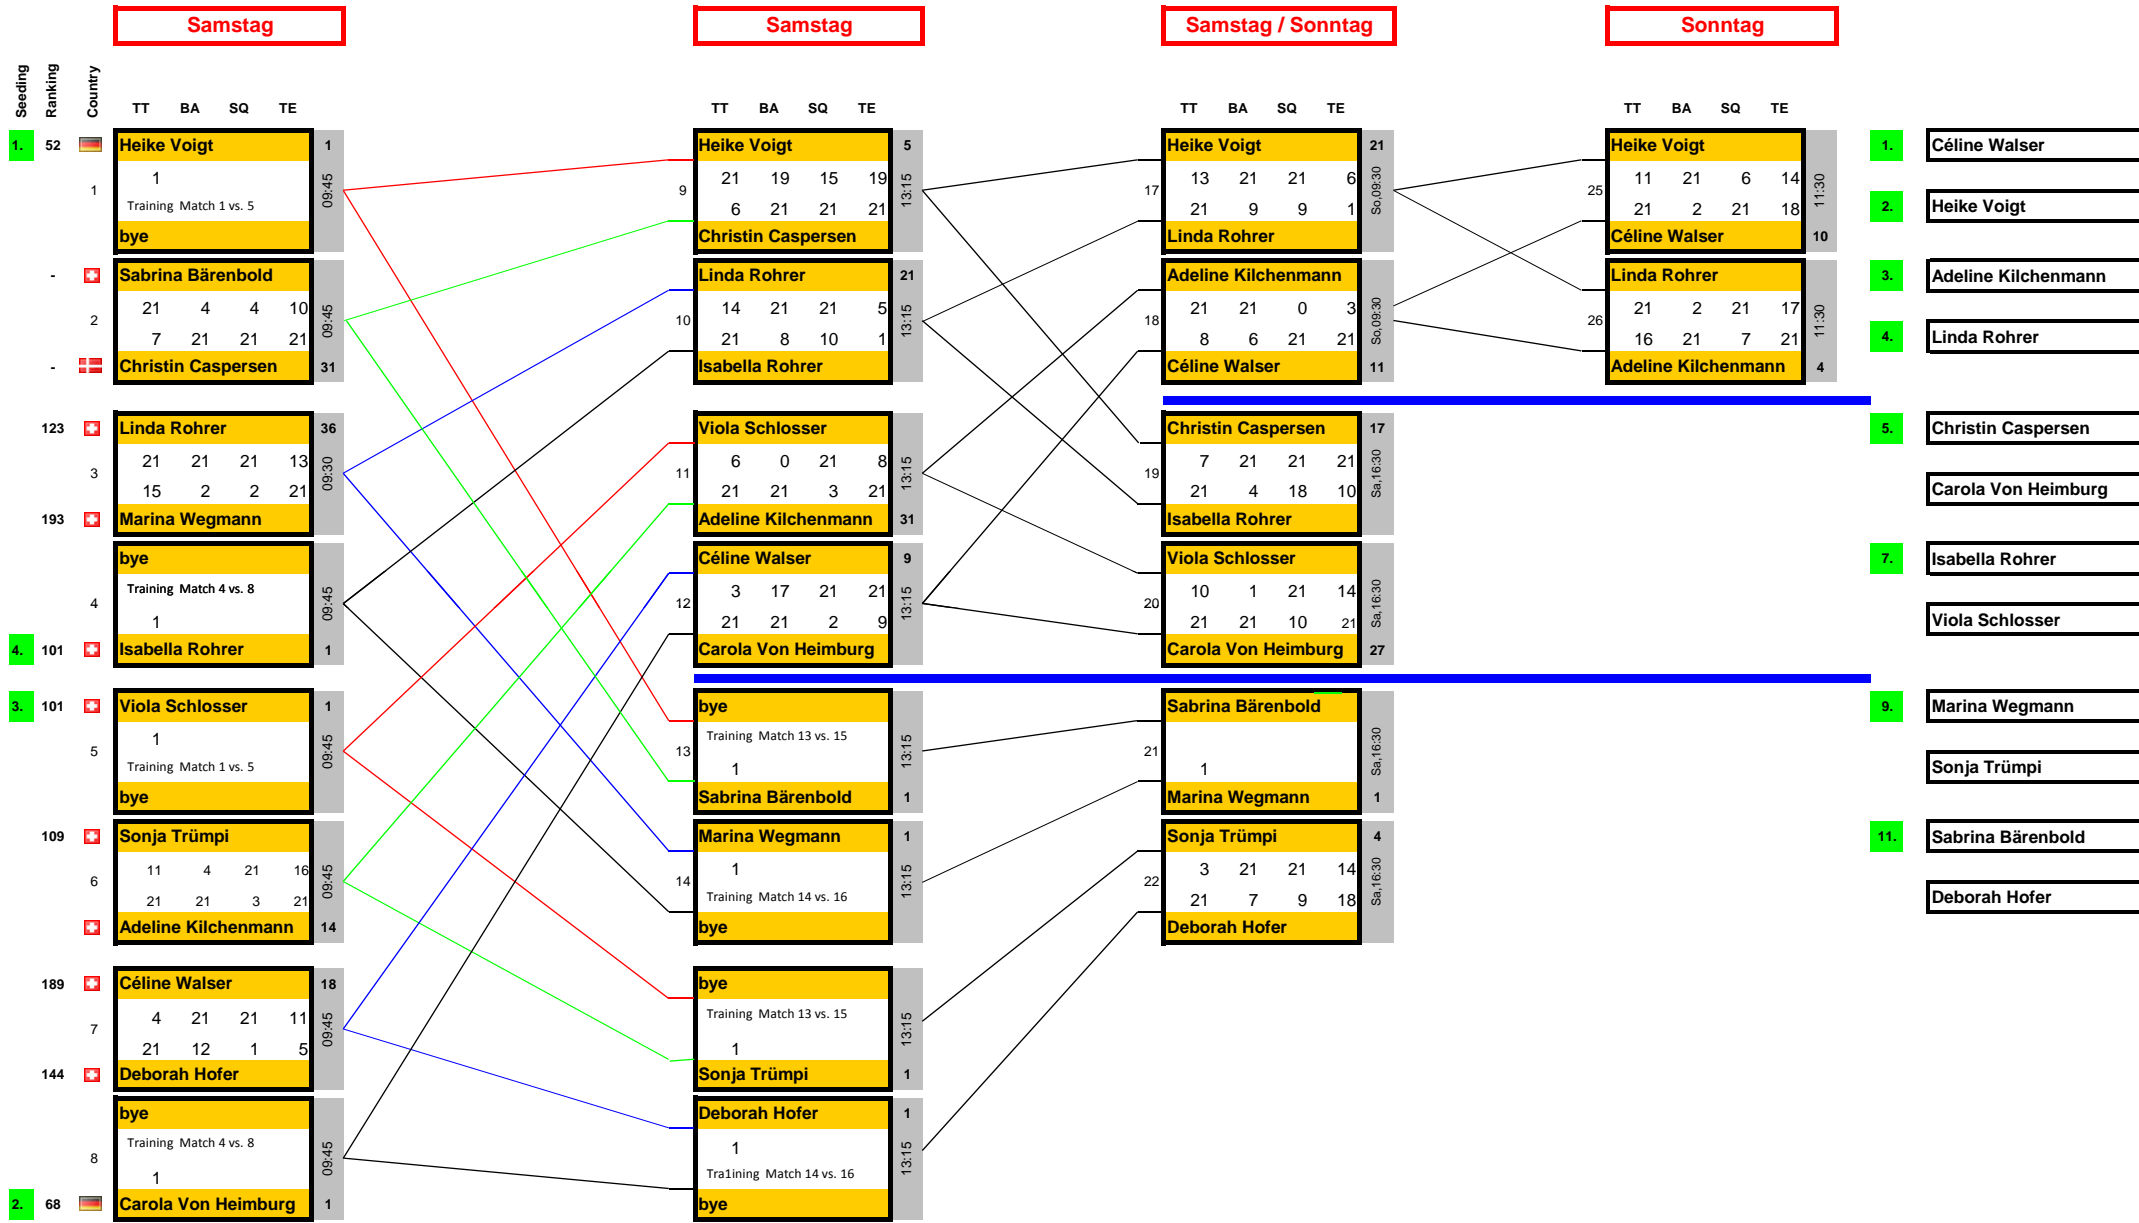 Samstag
Samstag
Samstag / Sonntag
Sonntag
Seeding Ranking Country
TT BA SQ TE
TT BA SQ TE
TT BA SQ TE
TT BA SQ TE
1. 52 Heike Voigt 1
1 1 09:45
Training Match 1 vs. 5
bye
- Sabrina Bärenbold
21 4 4 10
2 09:45
7 21 21 21
- Christin Caspersen 31
123 Linda Rohrer 36
21 21 21 13
3 09:30
15 2 2 21
193 Marina Wegmann
bye
Training Match 4 vs. 8
4 09:45
1
4. 101 Isabella Rohrer 1
3. 101 Viola Schlosser 1
1
5 09:45
Training Match 1 vs. 5
bye
109 Sonja Trümpi
11 4 21 16
6 09:45
21 21 3 21
Adeline Kilchenmann 14
189 Céline Walser 18
4 21 21 11
7 09:45
21 12 1 5
144 Deborah Hofer
bye
Training Match 4 vs. 8
8 09:45
1
2. 68 Carola Von Heimburg 1
Heike Voigt 5
21 19 15 19
9 13:15
6 21 21 21
Christin Caspersen
Linda Rohrer 21
14 21 21 5
10 13:15
21 8 10 1
Isabella Rohrer
Viola Schlosser
6 0 21 8
11 13:15
21 21 3 21
Adeline Kilchenmann 31
Céline Walser 9
3 17 21 21
12 13:15
21 21 2 9
Carola Von Heimburg
bye
Training Match 13 vs. 15
13 13:15
1
Sabrina Bärenbold 1
Marina Wegmann 1
1
14 13:15
Training Match 14 vs. 16
bye
bye
Training Match 13 vs. 15
13:15
1
Sonja Trümpi 1
Deborah Hofer 1
1
13:15
Tra1ining Match 14 vs. 16
bye
Heike Voigt 21
13 21 21 6
17 So,09:30
21 9 9 1
Linda Rohrer
Adeline Kilchenmann
21 21 0 3
18 So,09:30
8 6 21 21
Céline Walser 11
Christin Caspersen 17
7 21 21 21
19 Sa,16:30
21 4 18 10
Isabella Rohrer
Viola Schlosser
10 1 21 14
20 Sa,16:30
21 21 10 21
Carola Von Heimburg 27
Sabrina Bärenbold
21 Sa,16:30
1
Marina Wegmann 1
Sonja Trümpi 4
3 21 21 14
22 Sa,16:30
21 7 9 18
Deborah Hofer
Heike Voigt
11 21 6 14
25 11:30
21 2 21 18
Céline Walser 10
Linda Rohrer
21 2 21 17
26 11:30
16 21 7 21
Adeline Kilchenmann 4
1. Céline Walser
2. Heike Voigt
3. Adeline Kilchenmann
4. Linda Rohrer
5. Christin Caspersen
Carola Von Heimburg
7. Isabella Rohrer
Viola Schlosser
9. Marina Wegmann
Sonja Trümpi
11. Sabrina Bärenbold
Deborah Hofer